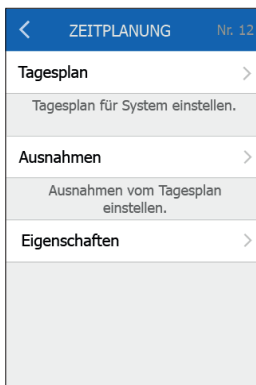 ZEITPLANUNG Nr. 12
Tagesplan
Tagesplan für System einstellen.
Ausnahmen
Ausnahmen vom Tagesplan
einstellen.
Eigenschaften